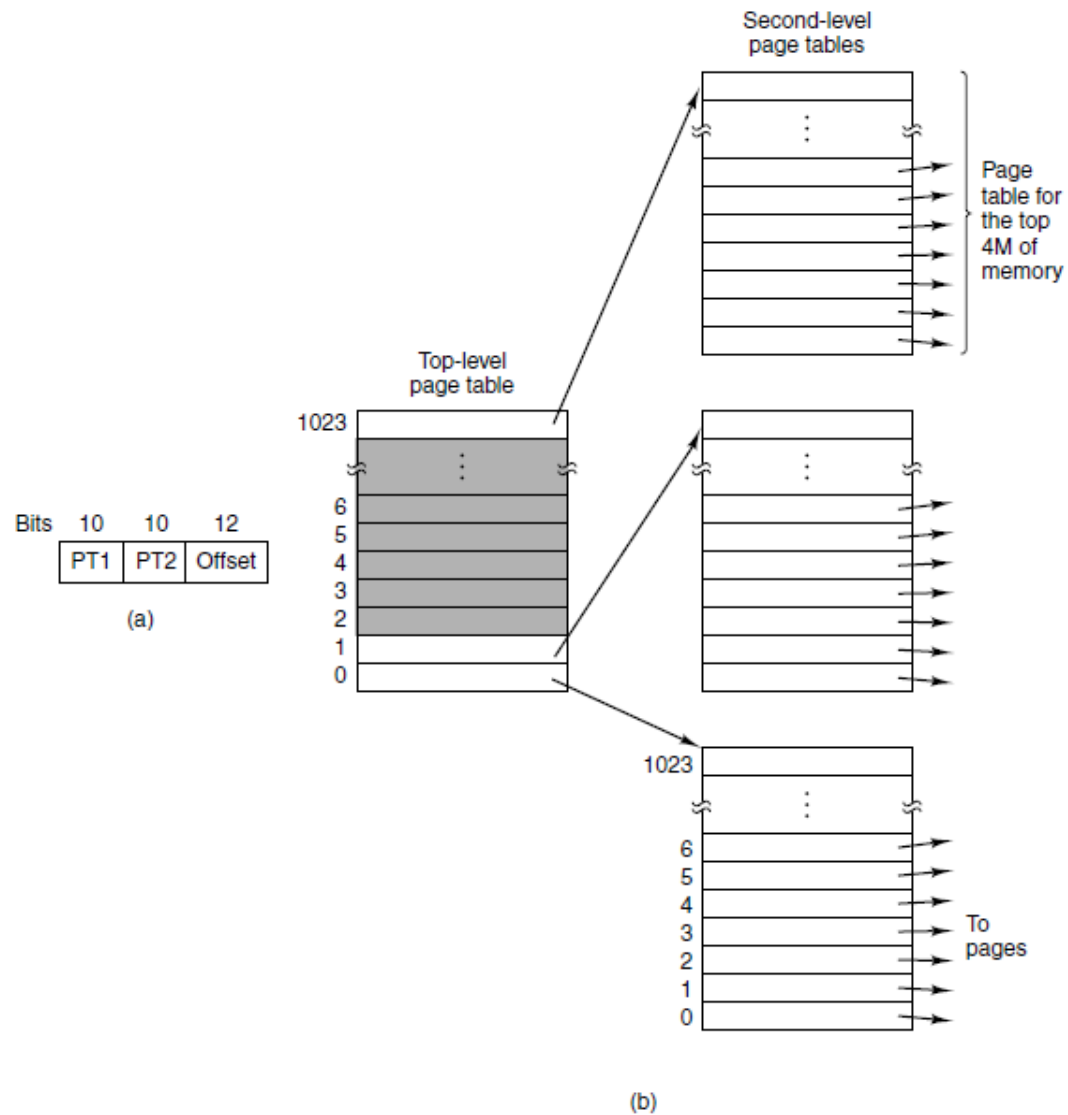 Second-level
page tables
Page
table for
the top
4M of
memory
Top-level
page table
1023
6
5
4
3
2
1
0
Bits 10 10 12
PT1 PT2 Offset
(a)
1023
6
5
4
3
2
1
0
To
pages
(b)